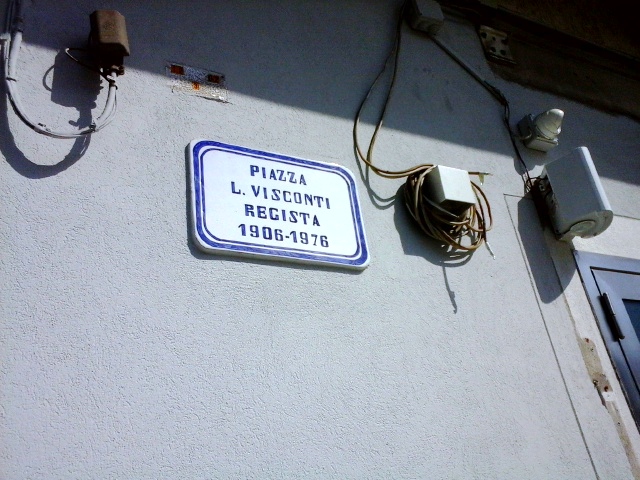 PIAZZA
L. VISCONTI
REGISTA
1906-1976